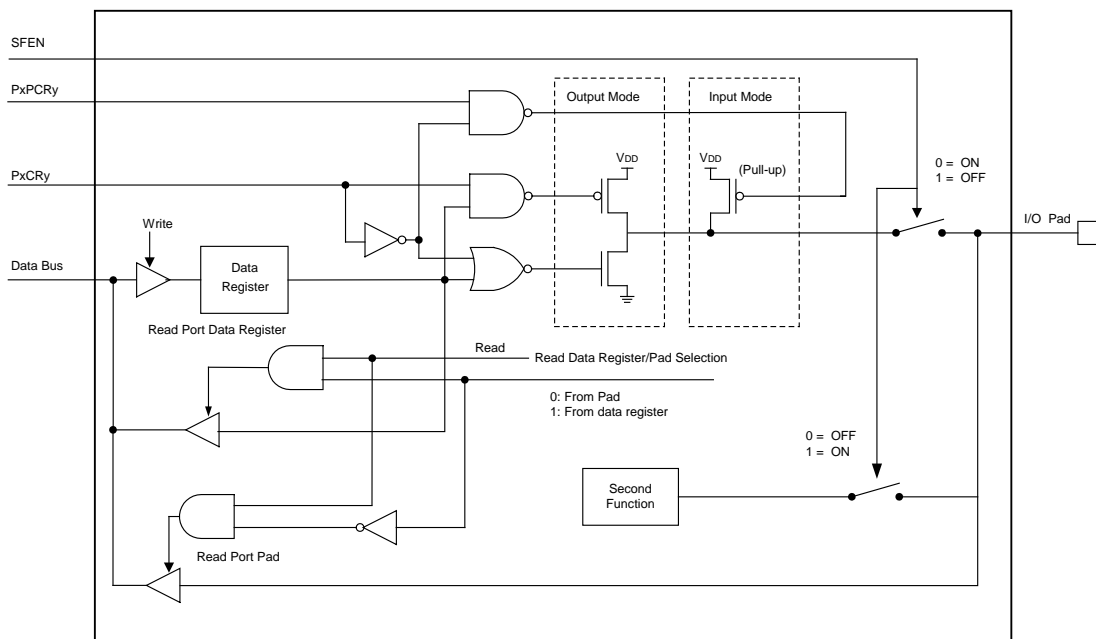 SFEN
PxPCRy
Output Mode
Input Mode
VDD
VDD
(Pull-up)
PxCRy
0 = ON
1 = OFF
I/O Pad
Write
Data Bus
Data
Register
Read Port Data Register
Read
Read Data Register/Pad Selection
0: From Pad
1: From data register
0 = OFF
1 = ON
Second
Function
Read Port Pad